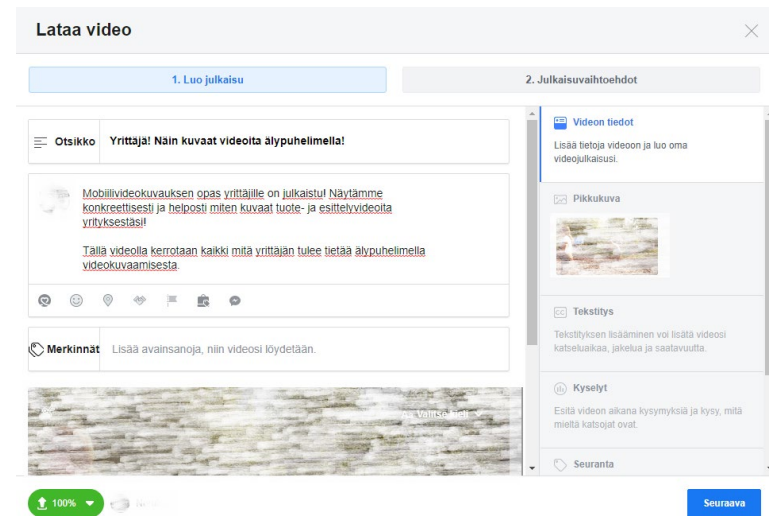 Lataa video
1. Luo julkaisu
2. Julkaisuvaihtoehdot
Otsikko
Yrittäjä! Näin kuvaat videoita älypuhelimella!
Mobiilivideokuvauksen opas yrittäjille on julkaistu! Näytämme
konkreettisesti ja helposti miten kuvaat tuote- ja esittelyvideoita
yrityksestäsi!
Tällä videolla kerrotaan kaikki mitä yrittäjän tulee tietää älypuhelimella
videokuvaamisesta.
Merkinnät
Lisää avainsanoja, niin videosi löydetään.
Valitse kieli
Videon tiedot
Lisää tietoja videoon ja luo oma
videojulkaisusi.
Pikkukuva
CC Tekstitys
Tekstityksen lisääminen voi lisätä videosi
katseluaikaa, jakelua ja saatavuutta.
Kyselyt
Esitä videon aikana kysymyksiä ja kysy, mitä
mieltä katsojat ovat.
Seuranta
100%
Seuraava